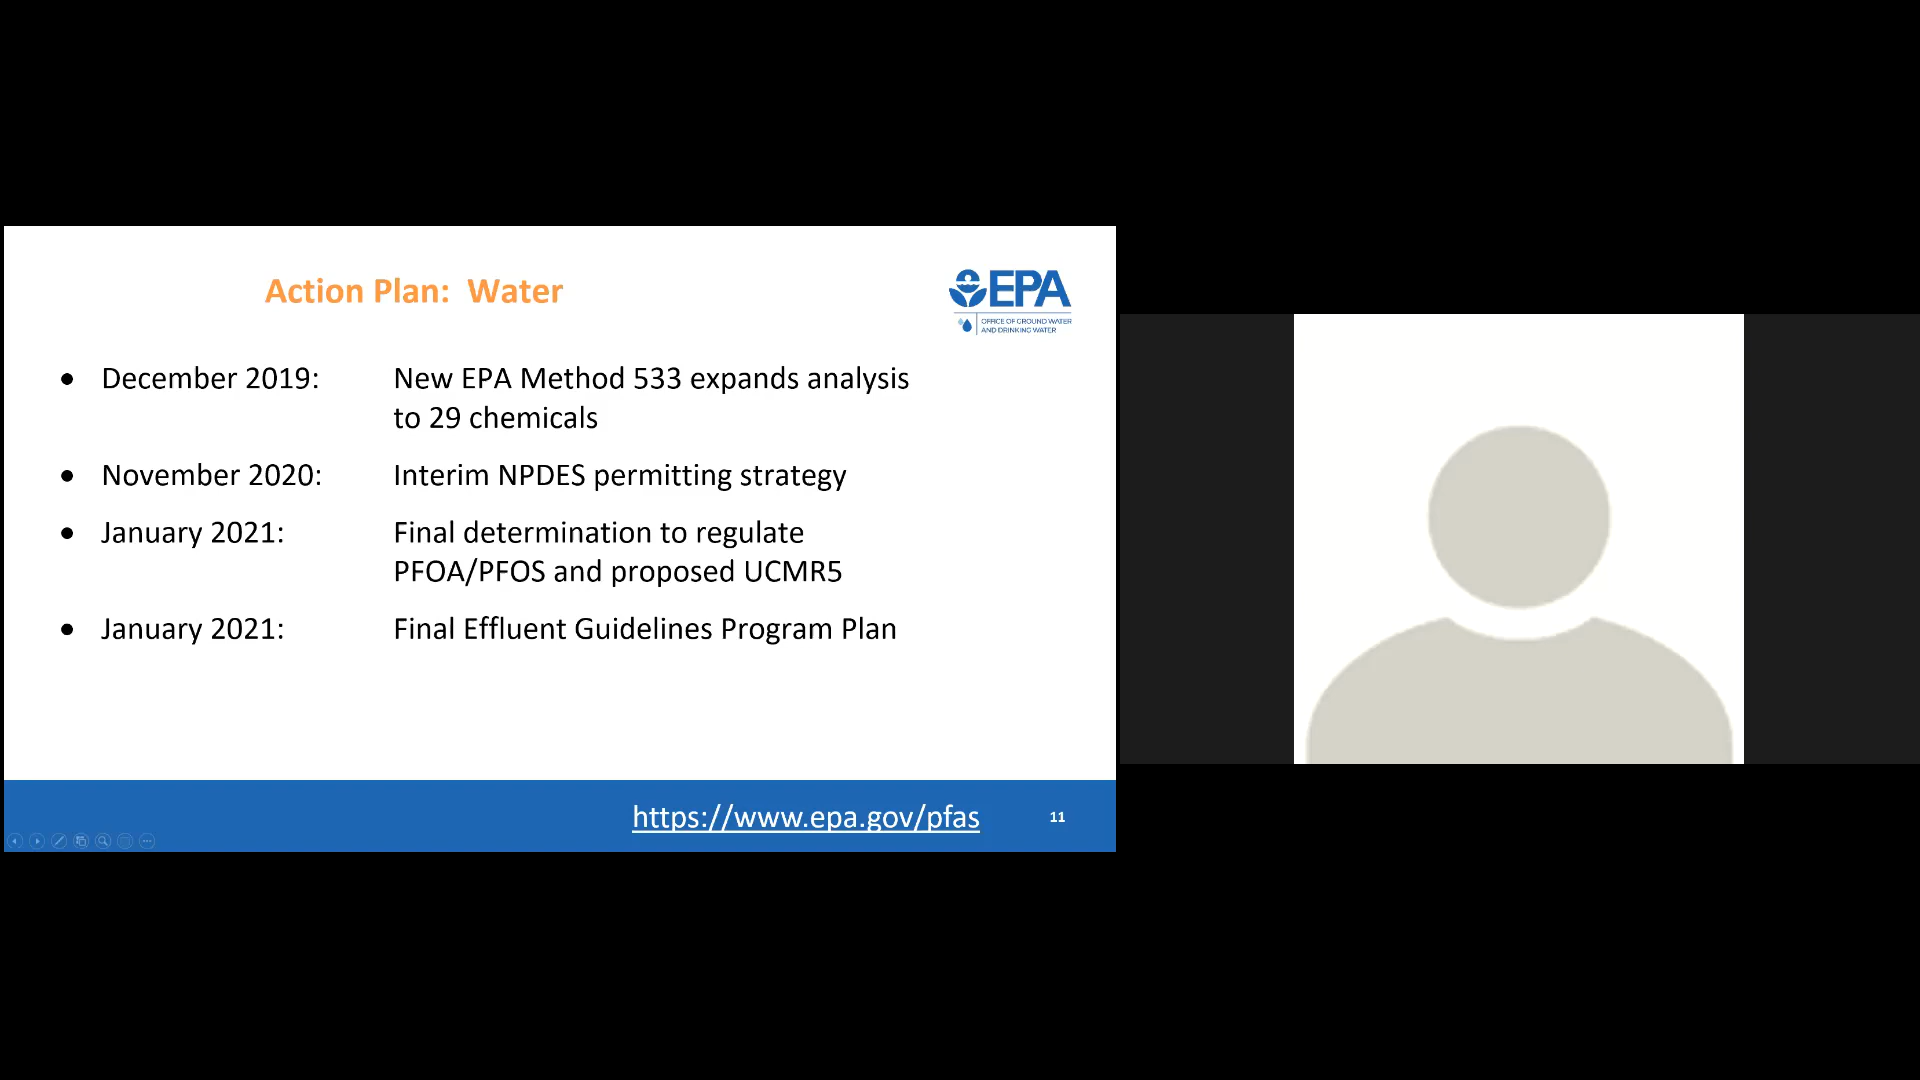 Action Plan:  Water
EPA
OFFICE OF GROUND WATER
AND DRINKING WATER
• December 2019: New EPA Method 533 expands analysis
to 29 chemicals
• November 2020: Interim NPDES permitting strategy
• January 2021: Final determination to regulate
PFOA/PFOS and proposed UCMR5
• January 2021: Final Effluent Guidelines Program Plan
https://www.epa.gov/pfas
11